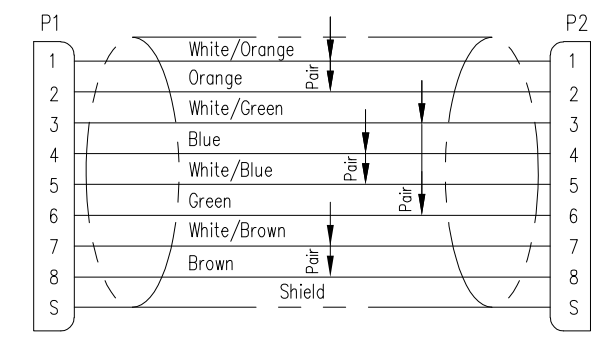 P1 P2
1 White/Orange 1
Orange Pair
2 2
White/Green
3 3
Blue
4 4
White/Blue Pair
5 5
Green Pair
6 6
White/Brown
7 7
Brown Pair
8 8
Shield
S S